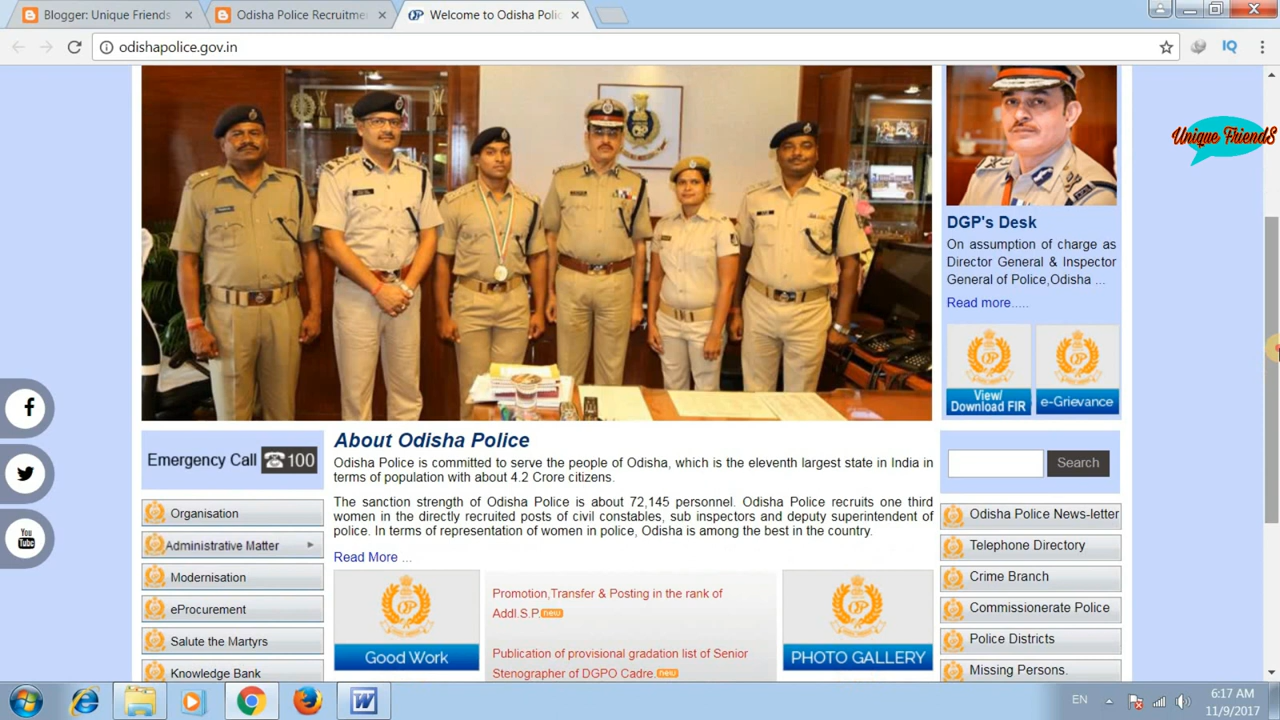 Blogger: Unique Friends
Odisha Police Recruitme
Welcome to Odisha Polic
odishapolice.gov.in
IQ
Unique FriendS
DGP's Desk
On assumption of charge as
Director General & Inspector
General of Police,Odisha ...
Read more.....
View/
Download FIR
e-Grievance
Emergency Call 100
About Odisha Police
Odisha Police is committed to serve the people of Odisha, which is the eleventh largest state in India in
terms of population with about 4.2 Crore citizens.
The sanction strength of Odisha Police is about 72,145 personnel. Odisha Police recruits one third
women in the directly recruited posts of civil constables, sub inspectors and deputy superintendent of
police. In terms of representation of women in police, Odisha is among the best in the country.
Read More ...
Search
Organisation
Administrative Matter
Modernisation
eProcurement
Salute the Martyrs
Knowledge Bank
Good Work
Promotion,Transfer & Posting in the rank of
Addl.S.P. new
Publication of provisional gradation list of Senior
Stenographer of DGPO Cadre. new
PHOTO GALLERY
Odisha Police News-letter
Telephone Directory
Crime Branch
Commissionerate Police
Police Districts
Missing Persons.
You
Tube
EN
6:17 AM
11/9/2017